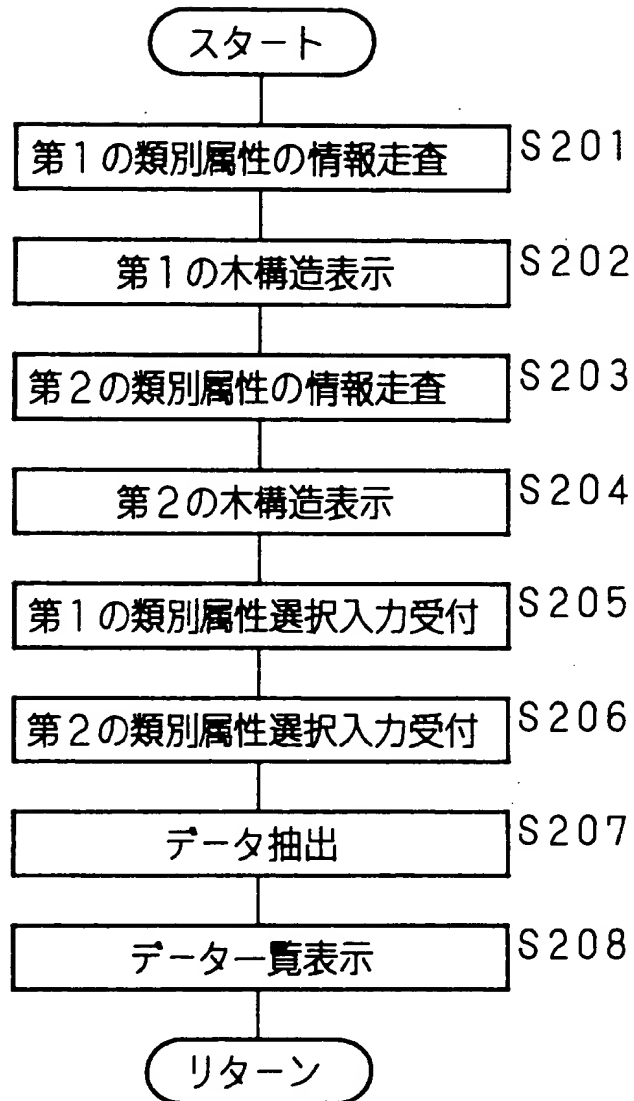 スタート
第1の類別属性の情報走査 S201
第1の木構造表示 S202
第2の類別属性の情報走査 S203
第2の木構造表示 S204
第1の類別属性選択入力受付 S205
第2の類別属性選択入力受付 S206
データ抽出 S207
データ一覧表示 S208
リターン